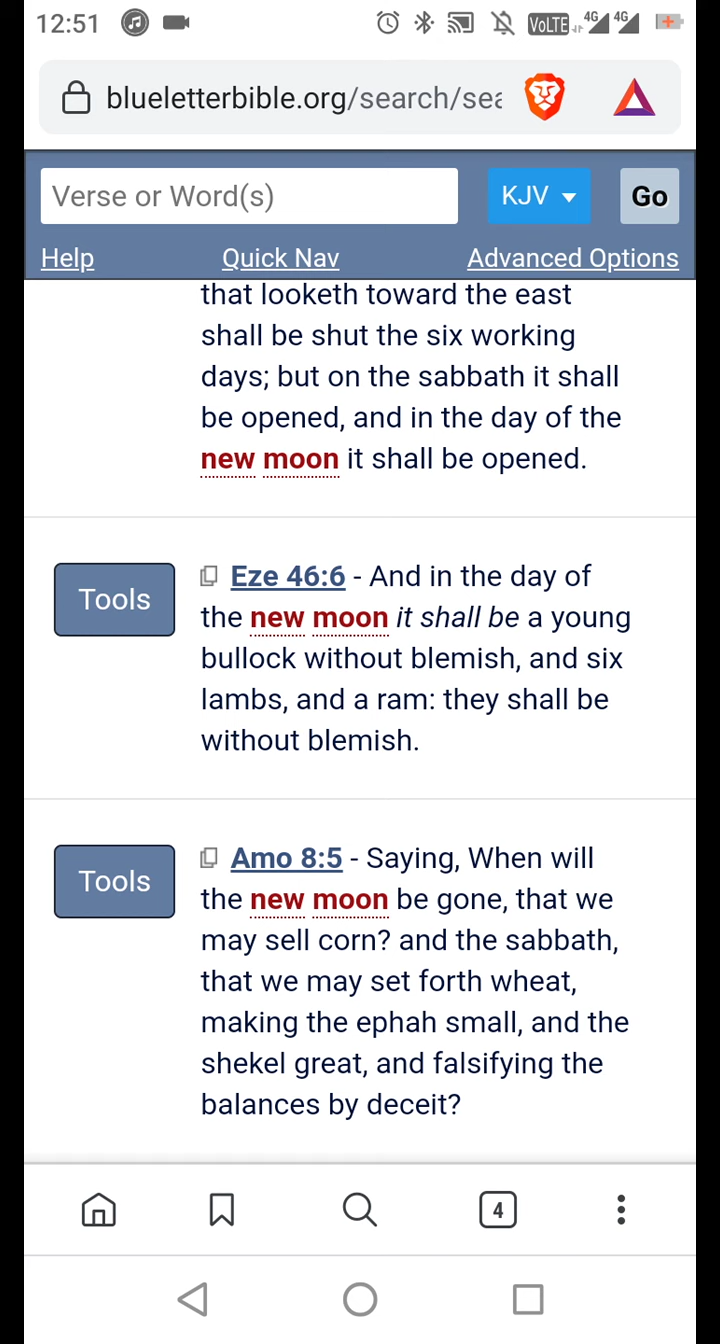 12:51
VoLTE 4G 4G
blueletterbible.org/search/sea
Verse or Word(s)
KJV
Go
Help
Quick Nav
Advanced Options
that looketh toward the east
shall be shut the six working
days; but on the sabbath it shall
be opened, and in the day of the
new moon it shall be opened.
Tools
Eze 46:6 - And in the day of
the new moon it shall be a young
bullock without blemish, and six
lambs, and a ram: they shall be
without blemish.
Tools
Amo 8:5 - Saying, When will
the new moon be gone, that we
may sell corn? and the sabbath,
that we may set forth wheat,
making the ephah small, and the
shekel great, and falsifying the
balances by deceit?
4